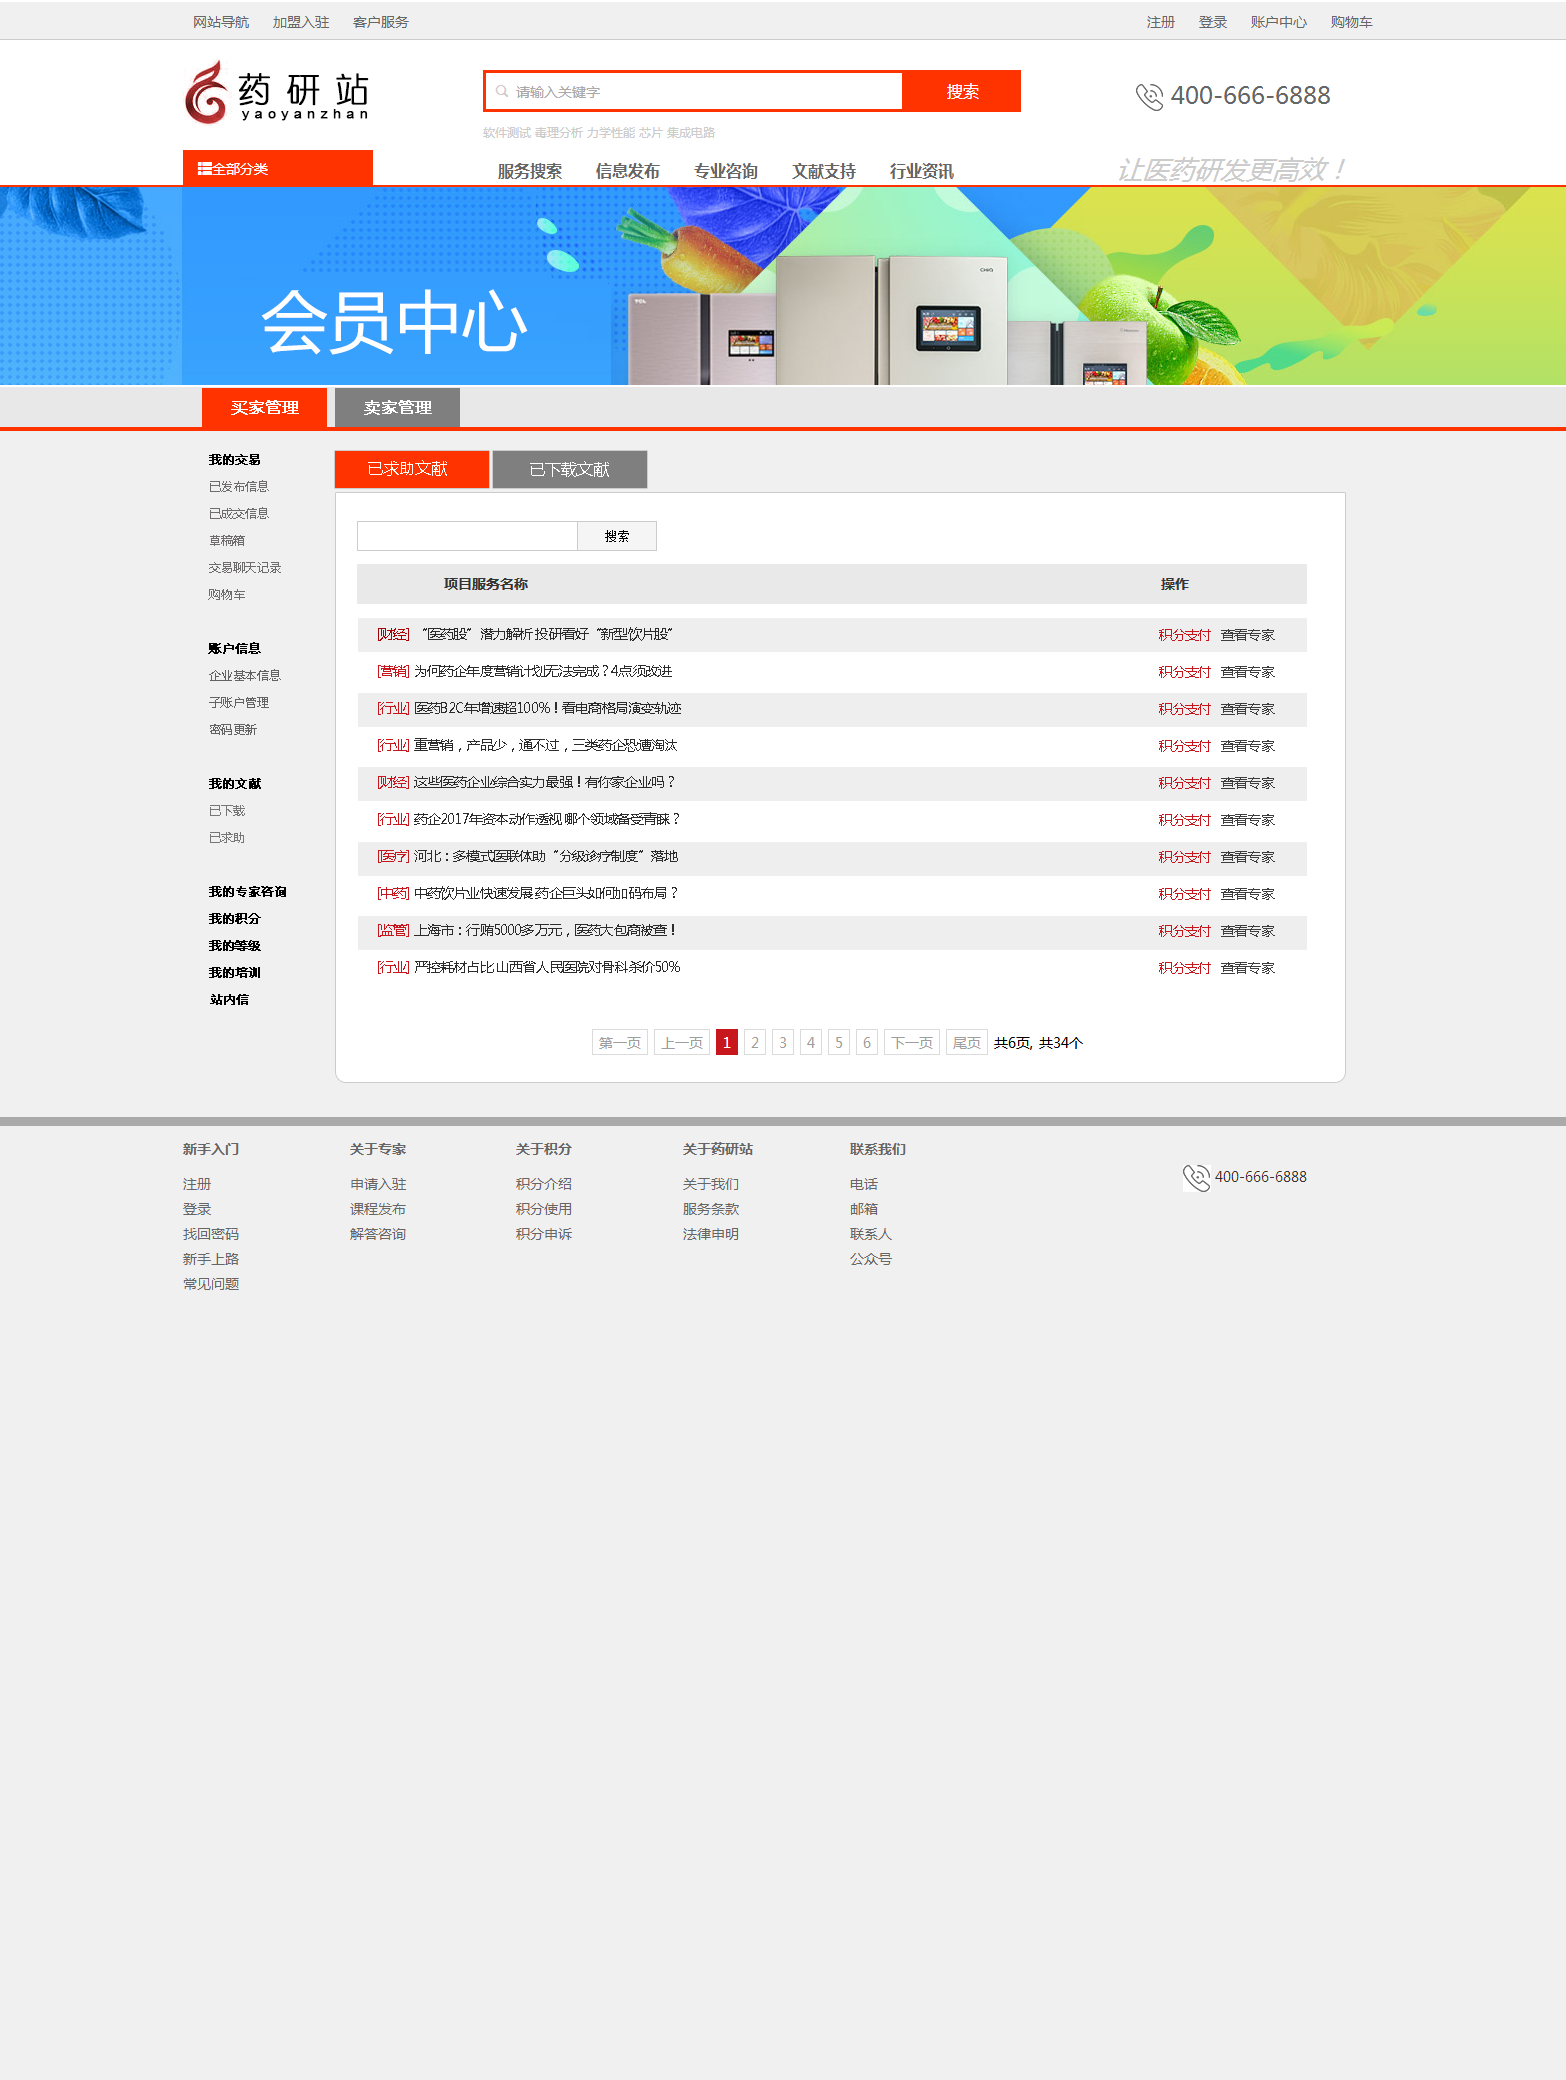 网站导航 加盟入驻 客户服务 注册 登录 账户中心 购物车
药研站
yaoyanzhan
请输入关键字 搜索
400-666-6888
软件测试 毒理分析 力学性能 芯片 集成电路
全部分类 服务搜索 信息发布 专业咨询 文献支持 行业资讯 让医药研发更高效！
会员中心
TCL
CHiQ
买家管理 卖家管理
我的交易
已发布信息
已成交信息
草稿箱
交易聊天记录
购物车
账户信息
企业基本信息
子账户管理
密码更新
我的文献
已下载
已求助
我的专家咨询
我的积分
我的等级
我的培训
站内信
已求助文献 已下载文献
搜索
项目服务名称 操作
[财经] “医药股” 潜力解析 投研看好“新型饮片股” 积分支付 查看专家
[营销] 为何药企年度营销计划无法完成？4点须改进 积分支付 查看专家
[行业] 医药B2C年增速超100%！看电商格局演变轨迹 积分支付 查看专家
[行业] 重营销，产品少，通不过，三类药企恐遭淘汰 积分支付 查看专家
[财经] 这些医药企业综合实力最强！有你家企业吗？ 积分支付 查看专家
[行业] 药企2017年资本动作透视 哪个领域备受青睐？ 积分支付 查看专家
[医疗] 河北：多模式医联体助“分级诊疗制度”落地 积分支付 查看专家
[中药] 中药饮片业快速发展 药企巨头如何加码布局？ 积分支付 查看专家
[监管] 上海市：行贿5000多万元，医药大包商被查！ 积分支付 查看专家
[行业] 严控耗材占比 山西省人民医院对骨科杀价50% 积分支付 查看专家
第一页 上一页 1 2 3 4 5 6 下一页 尾页 共6页, 共34个
新手入门 关于专家 关于积分 关于药研站 联系我们
注册 申请入驻 积分介绍 关于我们 电话 400-666-6888
登录 课程发布 积分使用 服务条款 邮箱
找回密码 解答咨询 积分申诉 法律申明 联系人
新手上路 公众号
常见问题